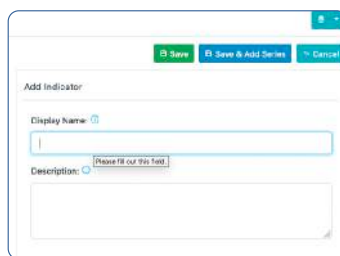 Save
Save & Add Series
Cancel
Add Indicator
Display Name:
Please fill out this field.
Description: